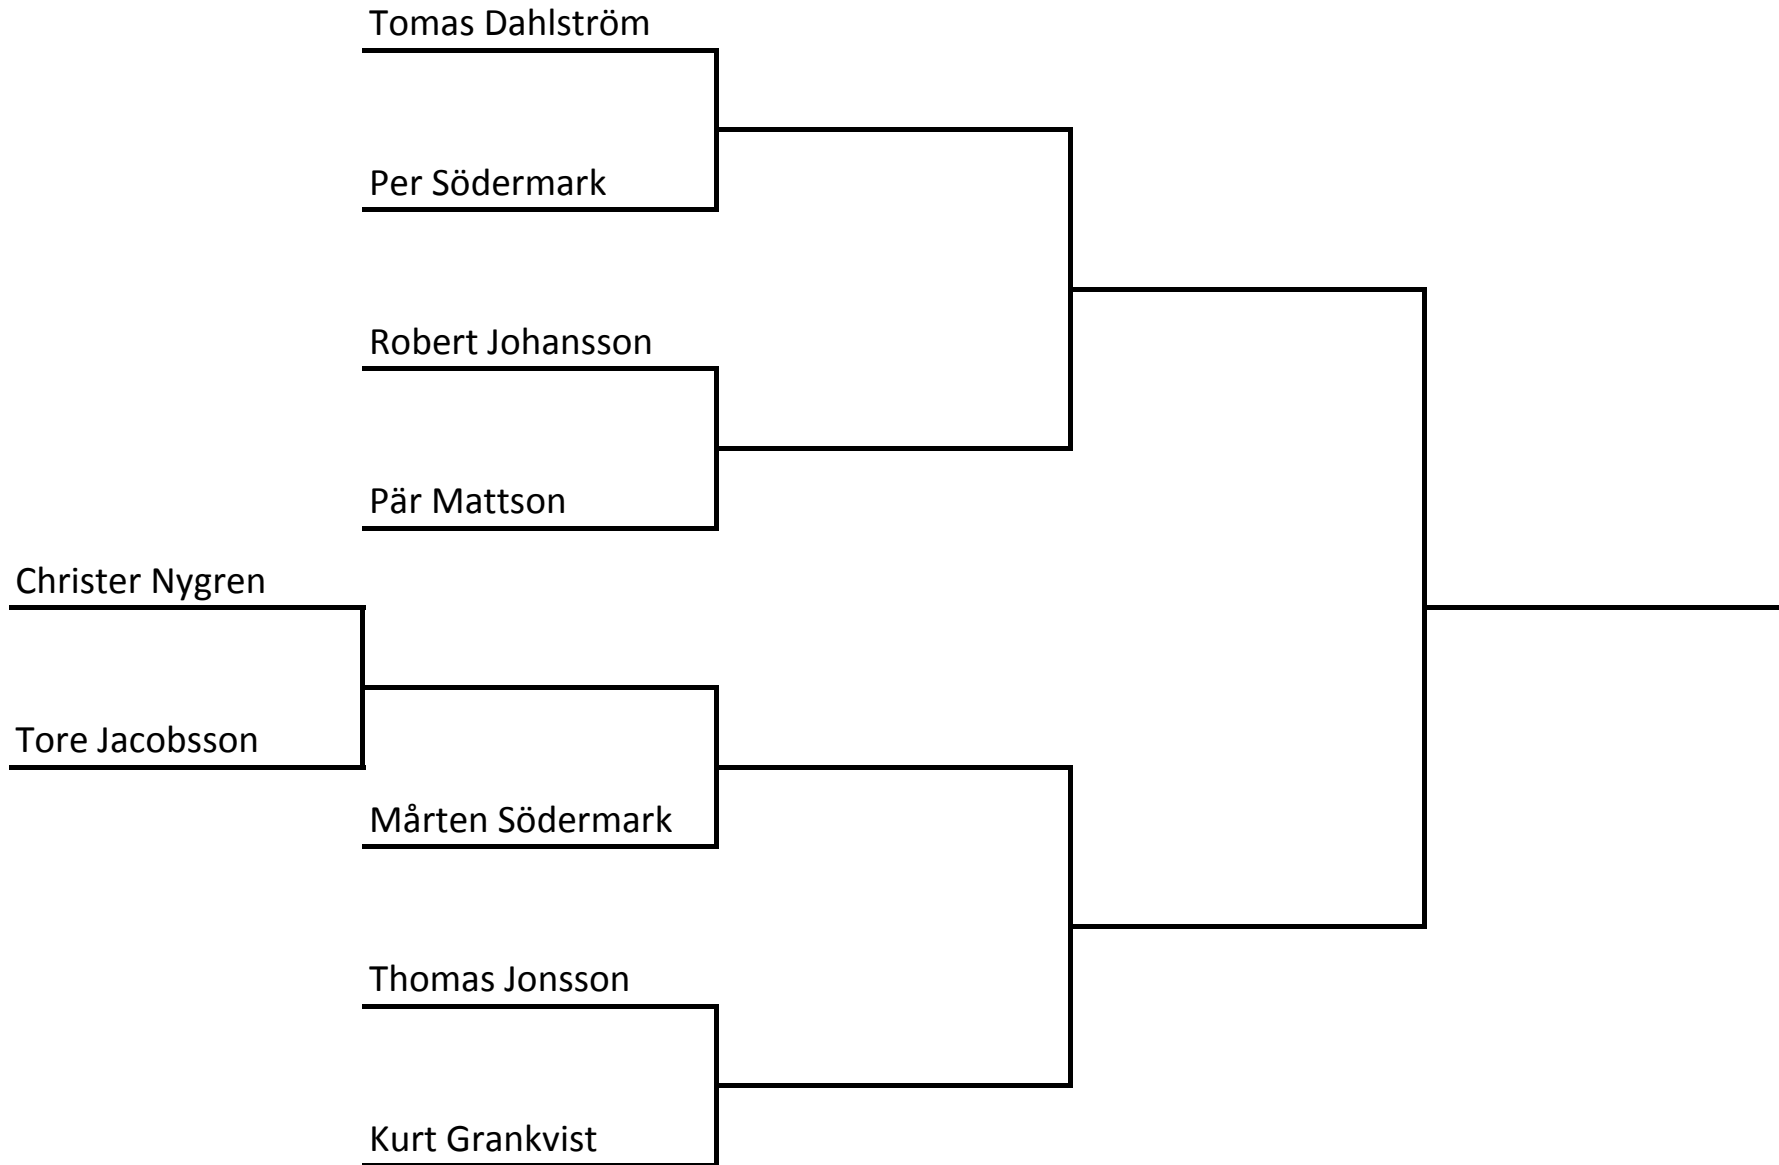 Tomas Dahlström
Per Södermark
Robert Johansson
Pär Mattson
Christer Nygren
Tore Jacobsson
Mårten Södermark
Thomas Jonsson
Kurt Grankvist